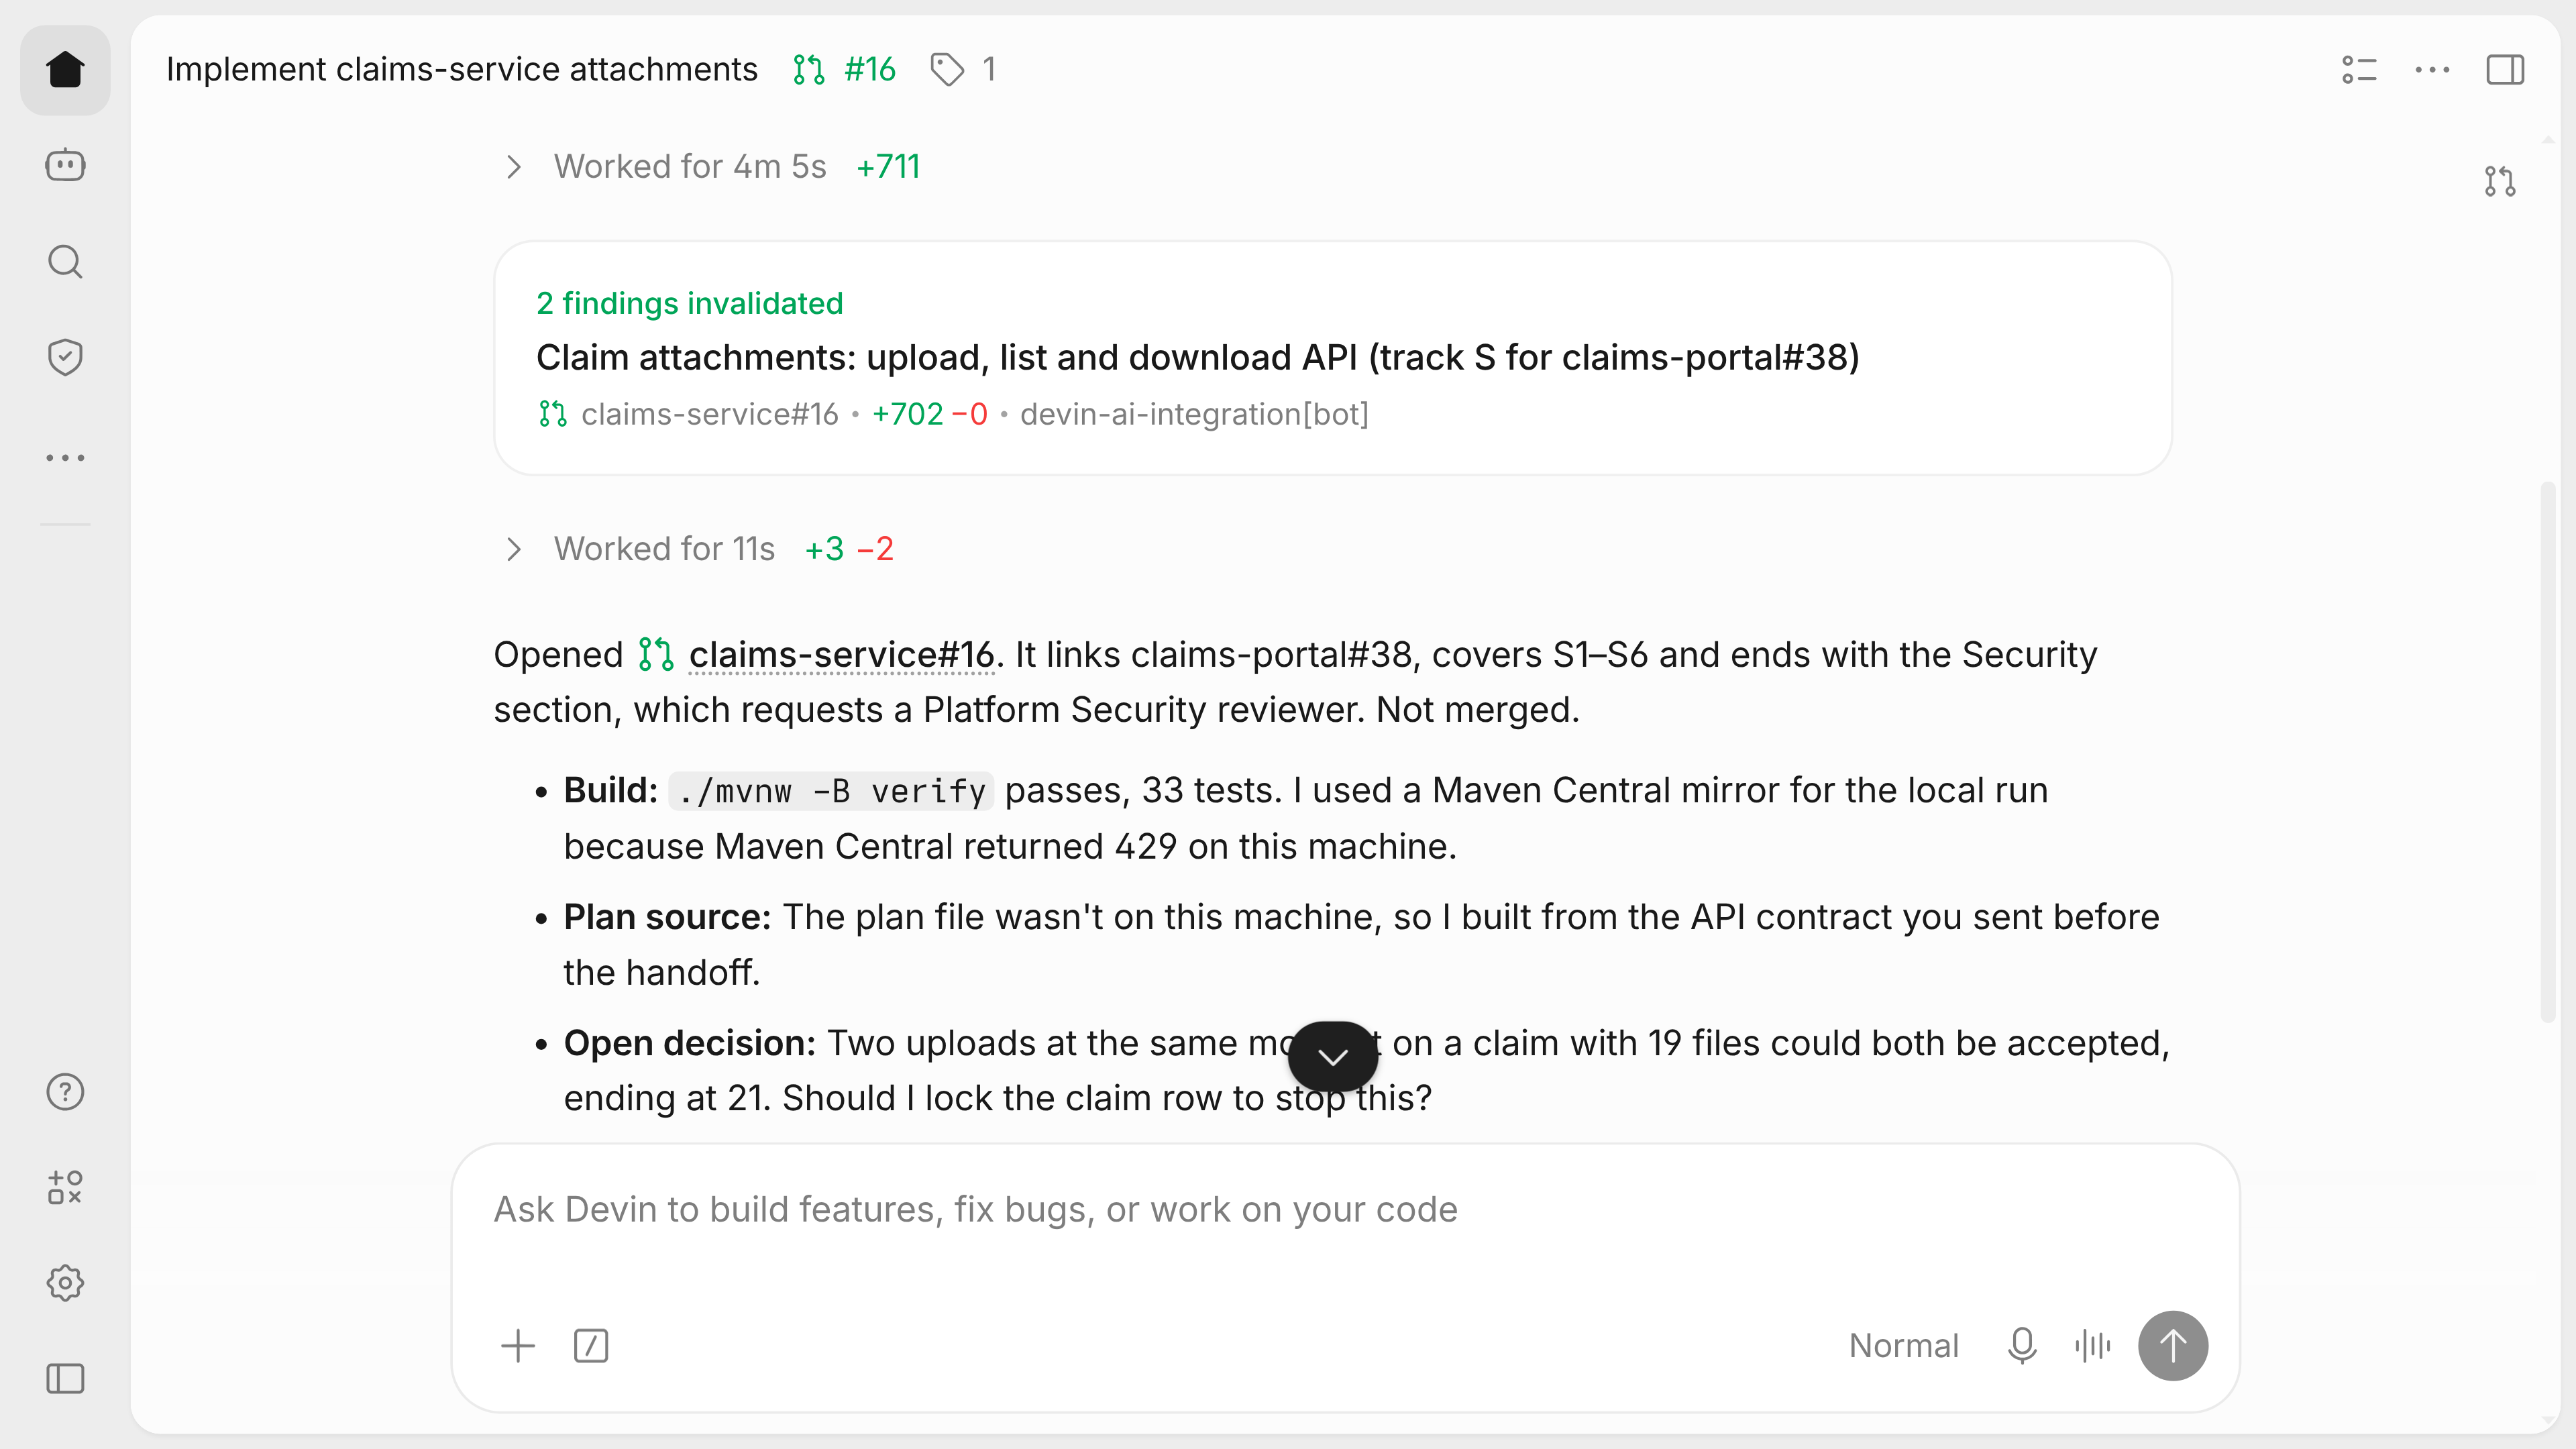 Implement claims-service attachments #16 1
Worked for 4m 5s +711
2 findings invalidated
Claim attachments: upload, list and download API (track S for claims-portal#38)
claims-service#16 • +702 −0 • devin-ai-integration[bot]
Worked for 11s +3 −2
Opened claims-service#16. It links claims-portal#38, covers S1–S6 and ends with the Security
section, which requests a Platform Security reviewer. Not merged.
• Build: ./mvnw -B verify passes, 33 tests. I used a Maven Central mirror for the local run
because Maven Central returned 429 on this machine.
• Plan source: The plan file wasn't on this machine, so I built from the API contract you sent before
the handoff.
• Open decision: Two uploads at the same on a claim with 19 files could both be accepted,
ending at 21. Should I lock the claim row to stop this?
Ask Devin to build features, fix bugs, or work on your code
Normal